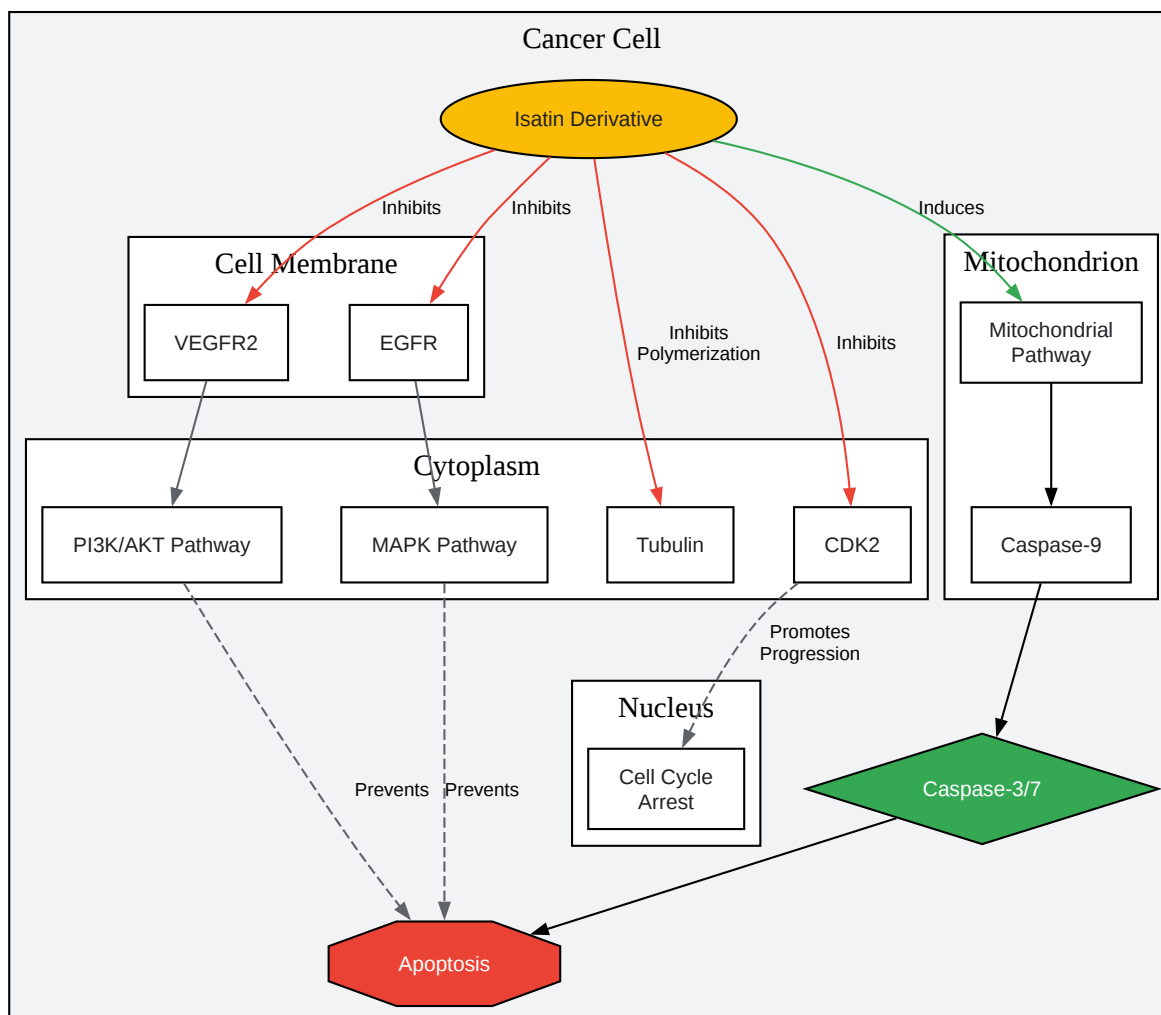 Cancer Cell
Isatin Derivative
Inhibits
Inhibits
Induces
Cell Membrane
Mitochondrion
VEGFR2
EGFR
Inhibits
Polymerization
Inhibits
Mitochondrial
Pathway
Cytoplasm
PI3K/AKT Pathway
MAPK Pathway
Tubulin
CDK2
Caspase-9
Promotes
Progression
Nucleus
Cell Cycle
Arrest
Caspase-3/7
Prevents
Prevents
Apoptosis